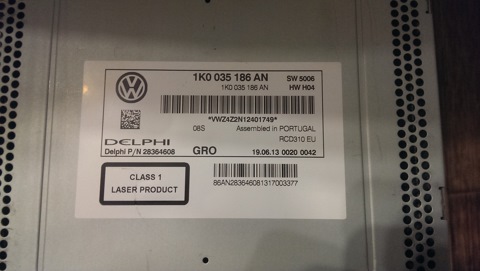 1K0 035 186 AN
SW 5006
1K0 035 186 AN
HW H04
*VWZ4Z2N12401749*
08S Assembled in PORTUGAL
DELPHI
RCD310 EU
Delphi P/N 28364608
GRO
19.06.13 0020 0042
CLASS 1
LASER PRODUCT
86AN283646081317003377